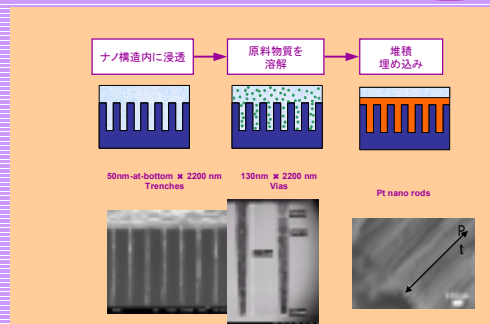 ナノ構造内に浸透
原料物質を
溶解
堆積
埋め込み
50nm-at-bottom × 2200 nm
Trenches
130nm × 2200 nm
Vias
Pt nano rods
P
t